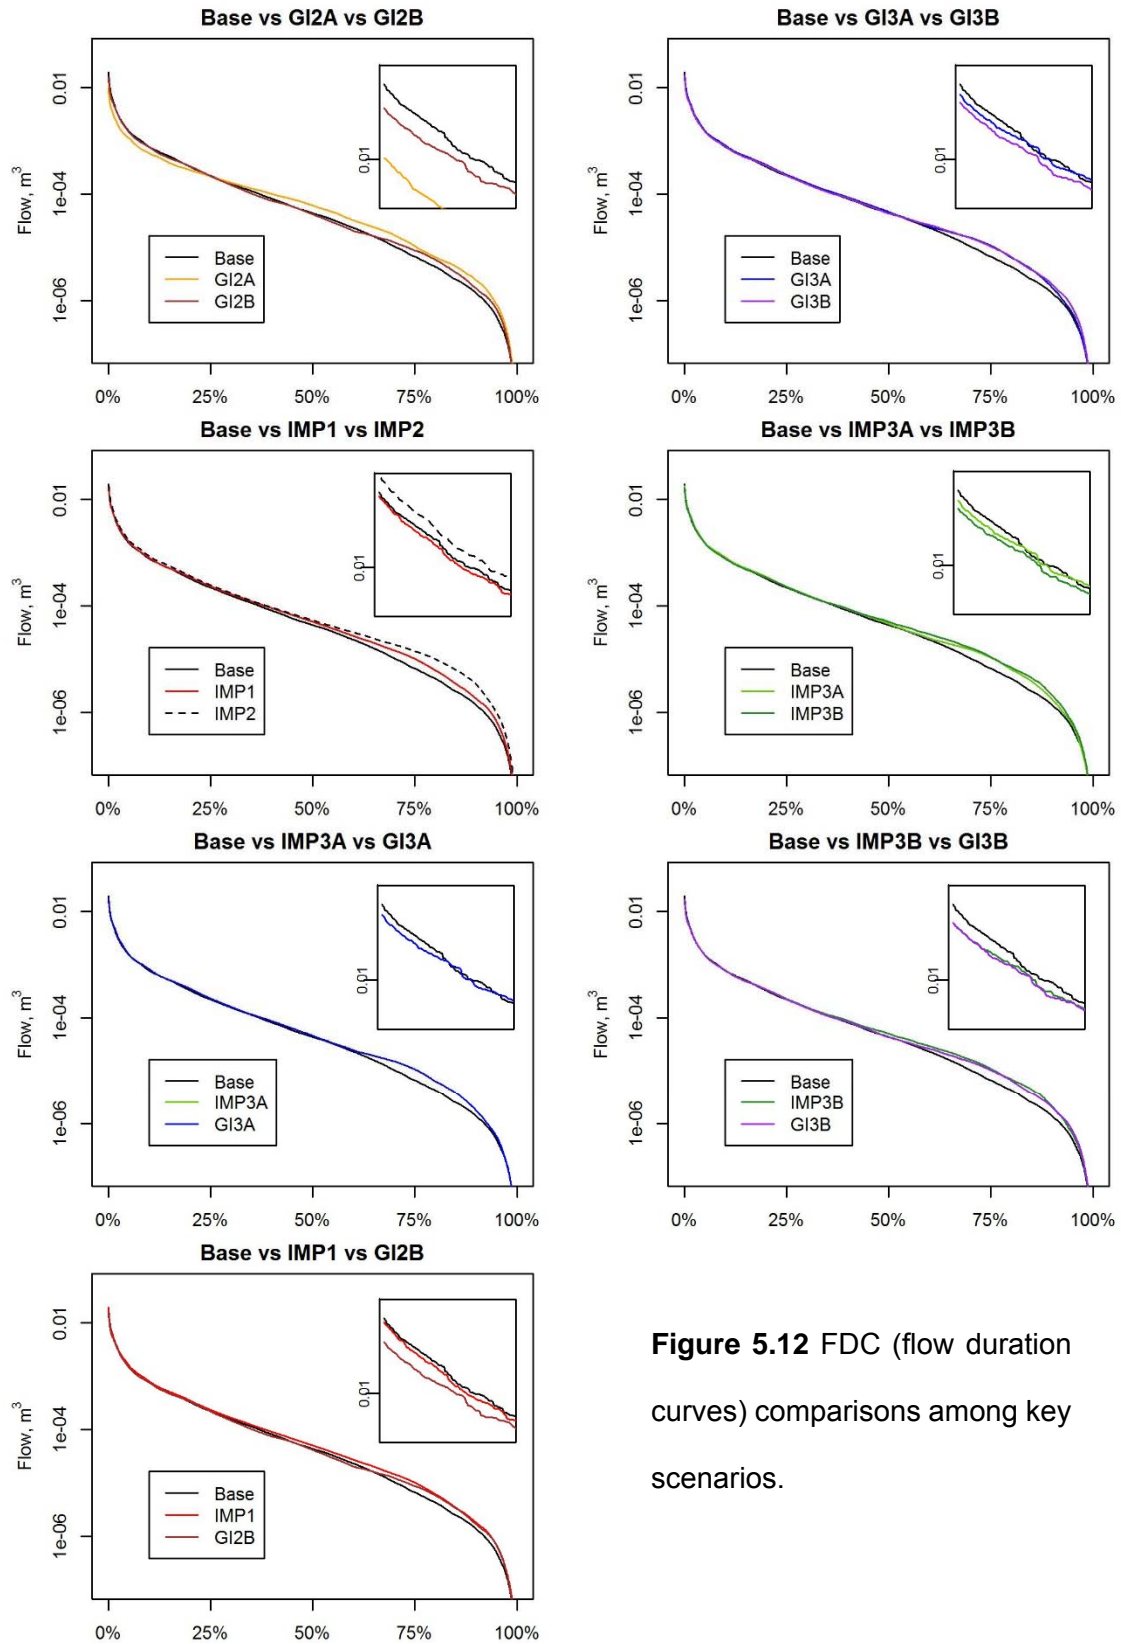 Base vs GI2A vs GI2B
Flow, m³
0.01
1e-04
1e-06
0.01
Base
GI2A
GI2B
0%
25%
50%
75%
100%
Base vs GI3A vs GI3B
Flow, m³
0.01
1e-04
1e-06
0.01
Base
GI3A
GI3B
0%
25%
50%
75%
100%
Base vs IMP1 vs IMP2
Flow, m³
0.01
1e-04
1e-06
0.01
Base
IMP1
IMP2
0%
25%
50%
75%
100%
Base vs IMP3A vs IMP3B
Flow, m³
0.01
1e-04
1e-06
0.01
Base
IMP3A
IMP3B
0%
25%
50%
75%
100%
Base vs IMP3A vs GI3A
Flow, m³
0.01
1e-04
1e-06
0.01
Base
IMP3A
GI3A
0%
25%
50%
75%
100%
Base vs IMP3B vs GI3B
Flow, m³
0.01
1e-04
1e-06
0.01
Base
IMP3B
GI3B
0%
25%
50%
75%
100%
Base vs IMP1 vs GI2B
Flow, m³
0.01
1e-04
1e-06
0.01
Base
IMP1
GI2B
0%
25%
50%
75%
100%
Figure 5.12 FDC (flow duration
curves) comparisons among key
scenarios.